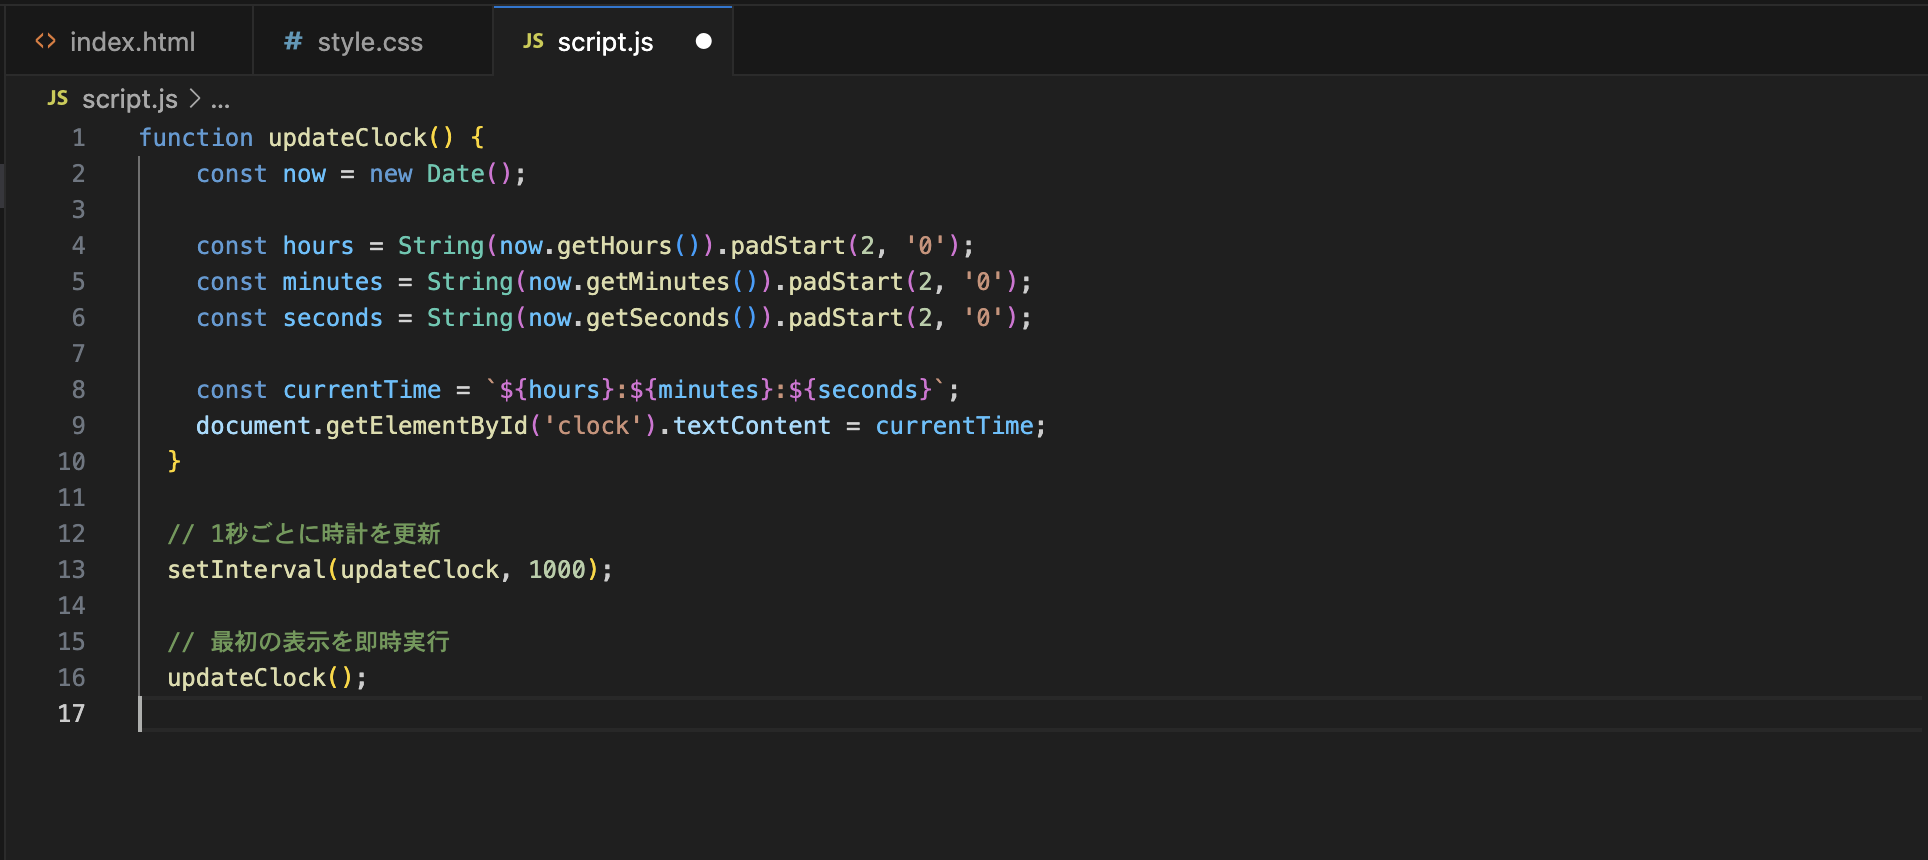 index.html
style.css
JS script.js
JS script.js > ...
1 function updateClock() {
2 const now = new Date();
3
4 const hours = String(now.getHours()).padStart(2, '0');
5 const minutes = String(now.getMinutes()).padStart(2, '0');
6 const seconds = String(now.getSeconds()).padStart(2, '0');
7
8 const currentTime = `${hours}:${minutes}:${seconds}`;
9 document.getElementById('clock').textContent = currentTime;
10 }
11
12 // 1秒ごとに時計を更新
13 setInterval(updateClock, 1000);
14
15 // 最初の表示を即時実行
16 updateClock();
17